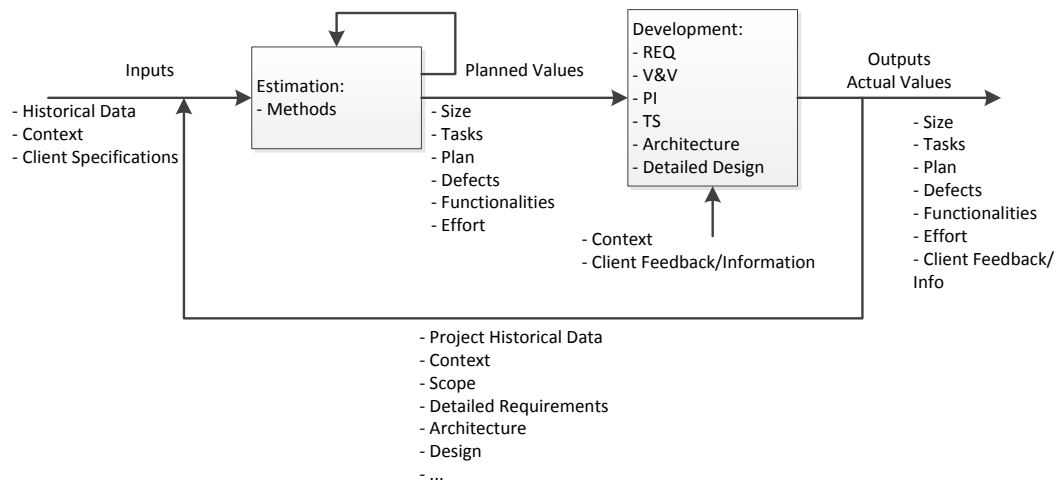 Inputs
- Historical Data
- Context
- Client Specifications
Estimation:
- Methods
Planned Values
- Size
- Tasks
- Plan
- Defects
- Functionalities
- Effort
Development:
- REQ
- V&V
- PI
- TS
- Architecture
- Detailed Design
- Context
- Client Feedback/Information
Outputs
Actual Values
- Size
- Tasks
- Plan
- Defects
- Functionalities
- Effort
- Client Feedback/
Info
- Project Historical Data
- Context
- Scope
- Detailed Requirements
- Architecture
- Design
- ...